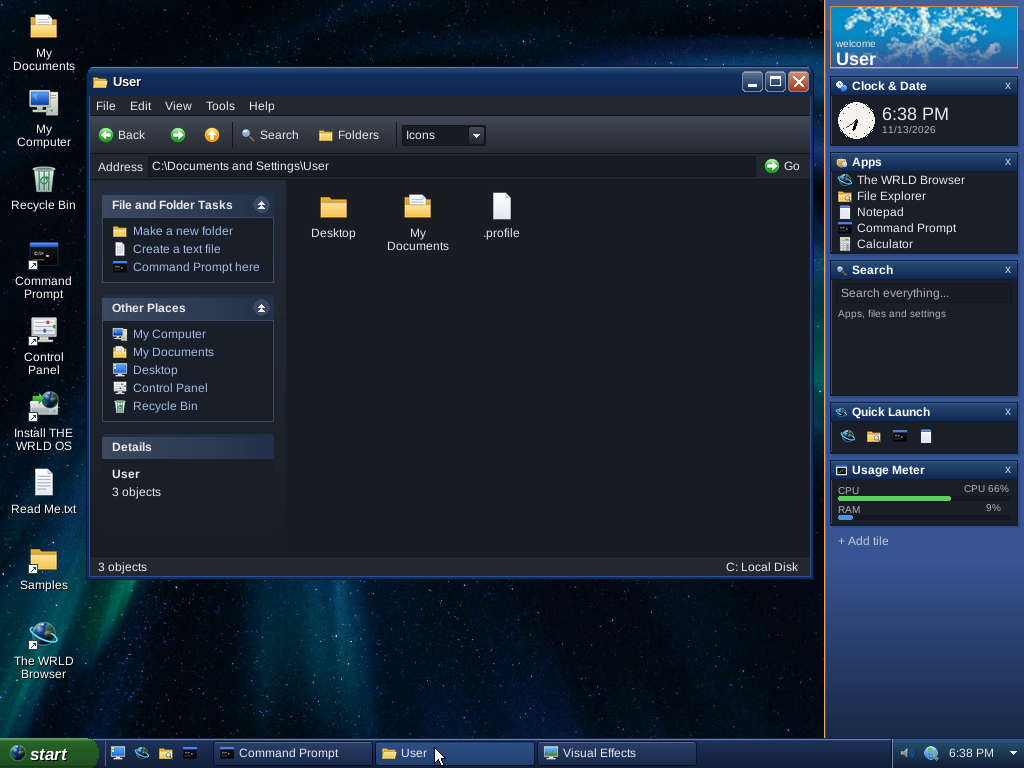 My
Documents
My
Computer
Recycle Bin
Command
Prompt
Control
Panel
Install THE
WRLD OS
Read Me.txt
Samples
The WRLD
Browser
User
File Edit View Tools Help
Back Search Folders Icons
Address C:\Documents and Settings\User Go
File and Folder Tasks
Make a new folder
Create a text file
Command Prompt here
Other Places
My Computer
My Documents
Desktop
Control Panel
Recycle Bin
Details
User
3 objects
Desktop
My
Documents
.profile
3 objects C: Local Disk
welcome
User
Clock & Date X
6:38 PM
11/13/2026
Apps X
The WRLD Browser
File Explorer
Notepad
Command Prompt
Calculator
Search X
Search everything...
Apps, files and settings
Quick Launch X
Usage Meter X
CPU CPU 66%
RAM 9%
+ Add tile
start Command Prompt User Visual Effects 6:38 PM